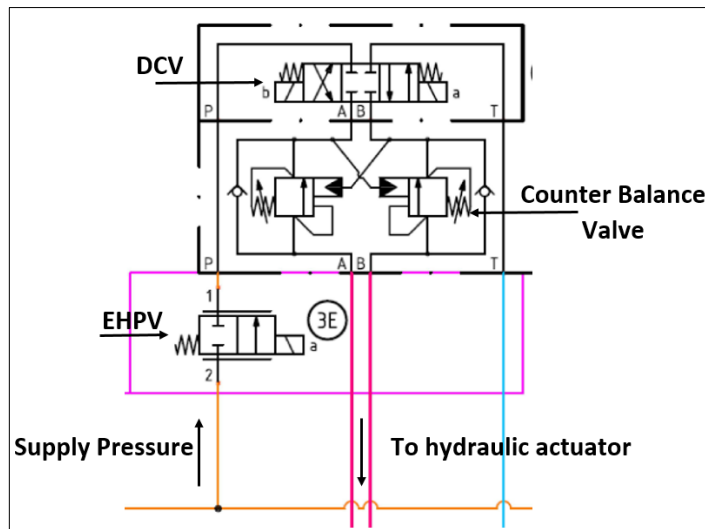 DCV
b
a
P
A B
T
Counter Balance
Valve
P
A B
T
1
EHPV
3E
a
2
Supply Pressure
To hydraulic actuator